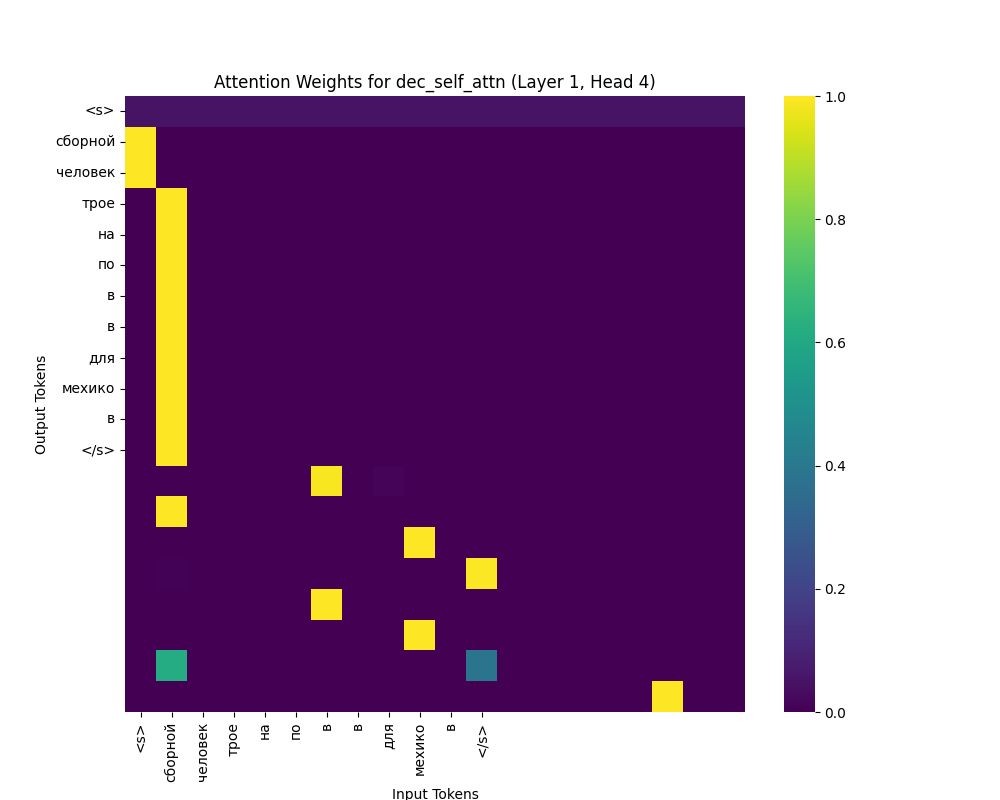 Attention Weights for dec_self_attn (Layer 1, Head 4)
<s>
сборной
человек
трое
на
по
в
в
для
мехико
в
</s>
Output Tokens
<s>
сборной
человек
трое
на
по
в
в
для
мехико
в
</s>
Input Tokens
1.0
0.8
0.6
0.4
0.2
0.0